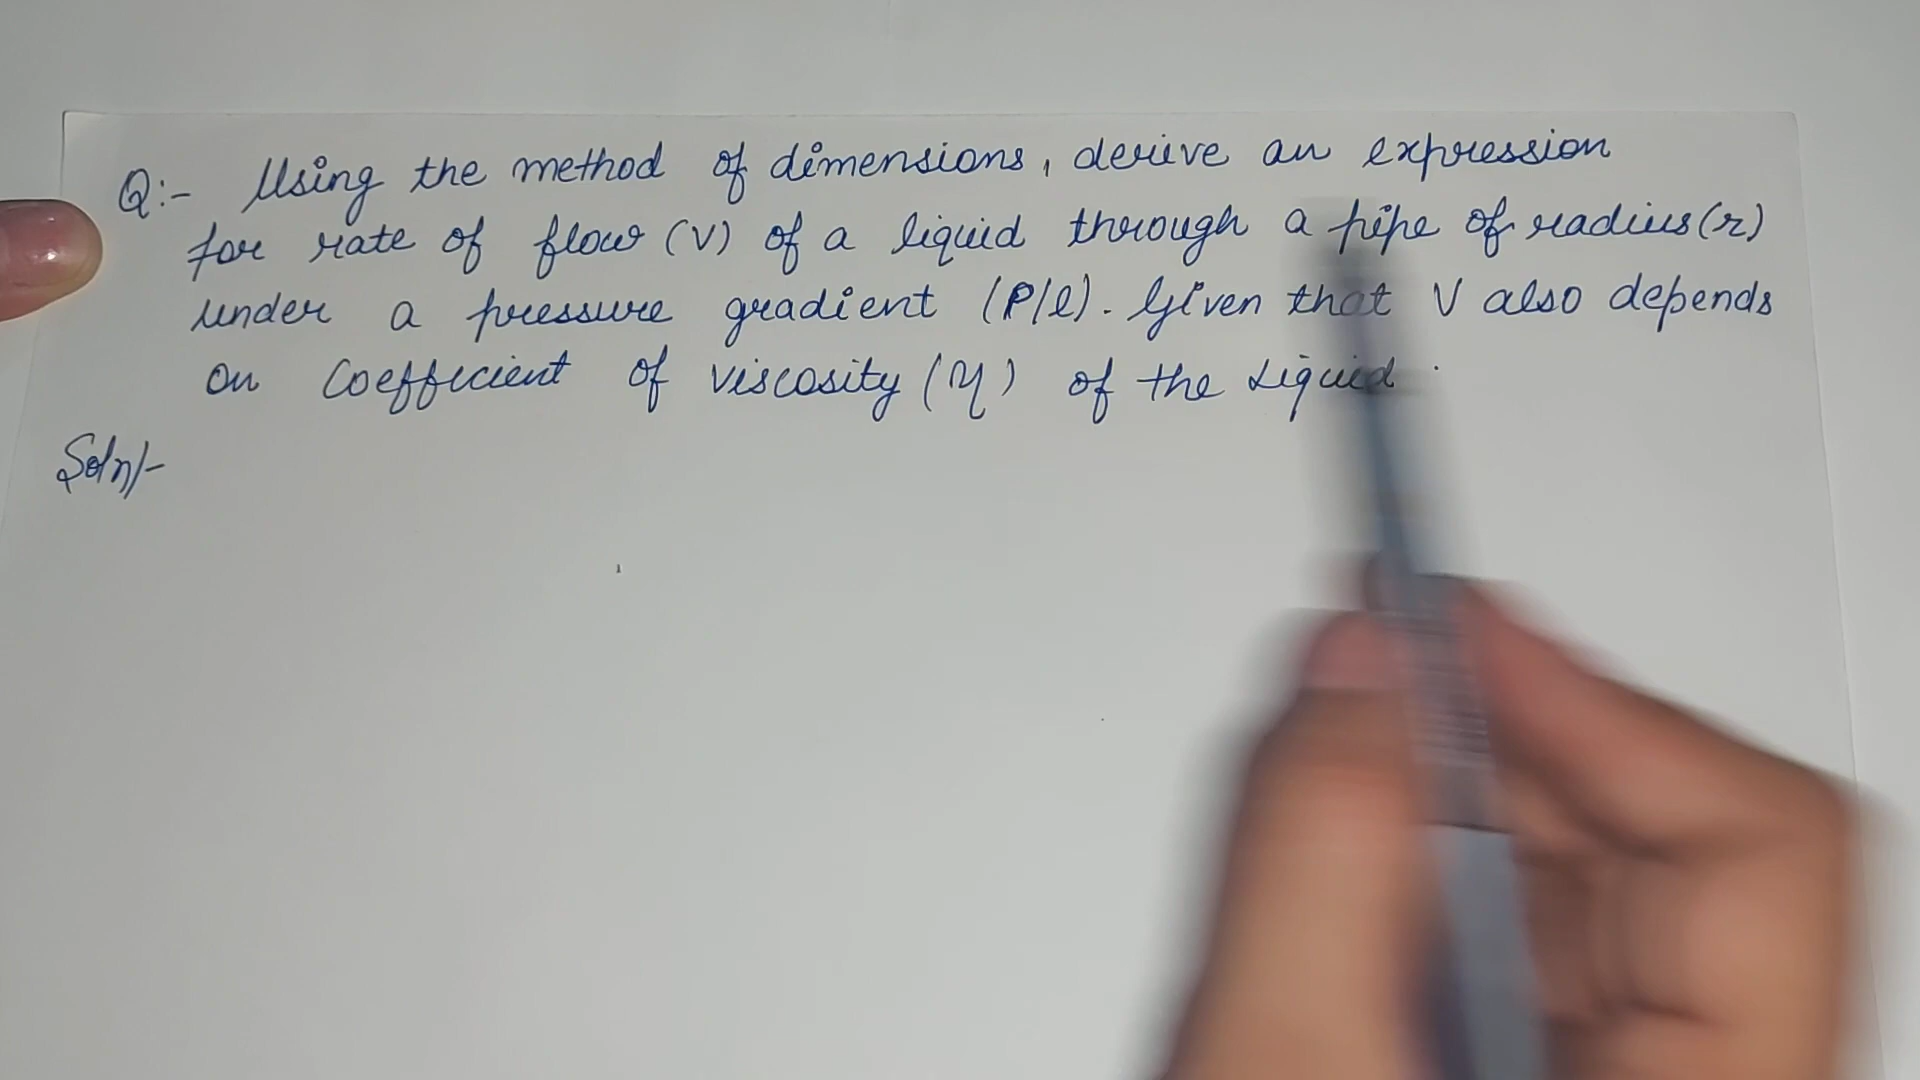 Q:- Using the method of dimensions, derive an expression
for rate of flow (V) of a liquid through a pipe of radius (r)
under a pressure gradient (P/l). Given that V also depends
on Coefficient of viscosity (η) of the Liquid.
Soln/-